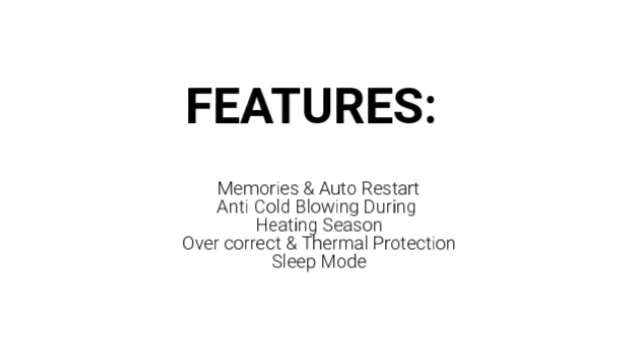 FEATURES:
Memories & Auto Restart
Anti Cold Blowing During
Heating Season
Over correct & Thermal Protection
Sleep Mode